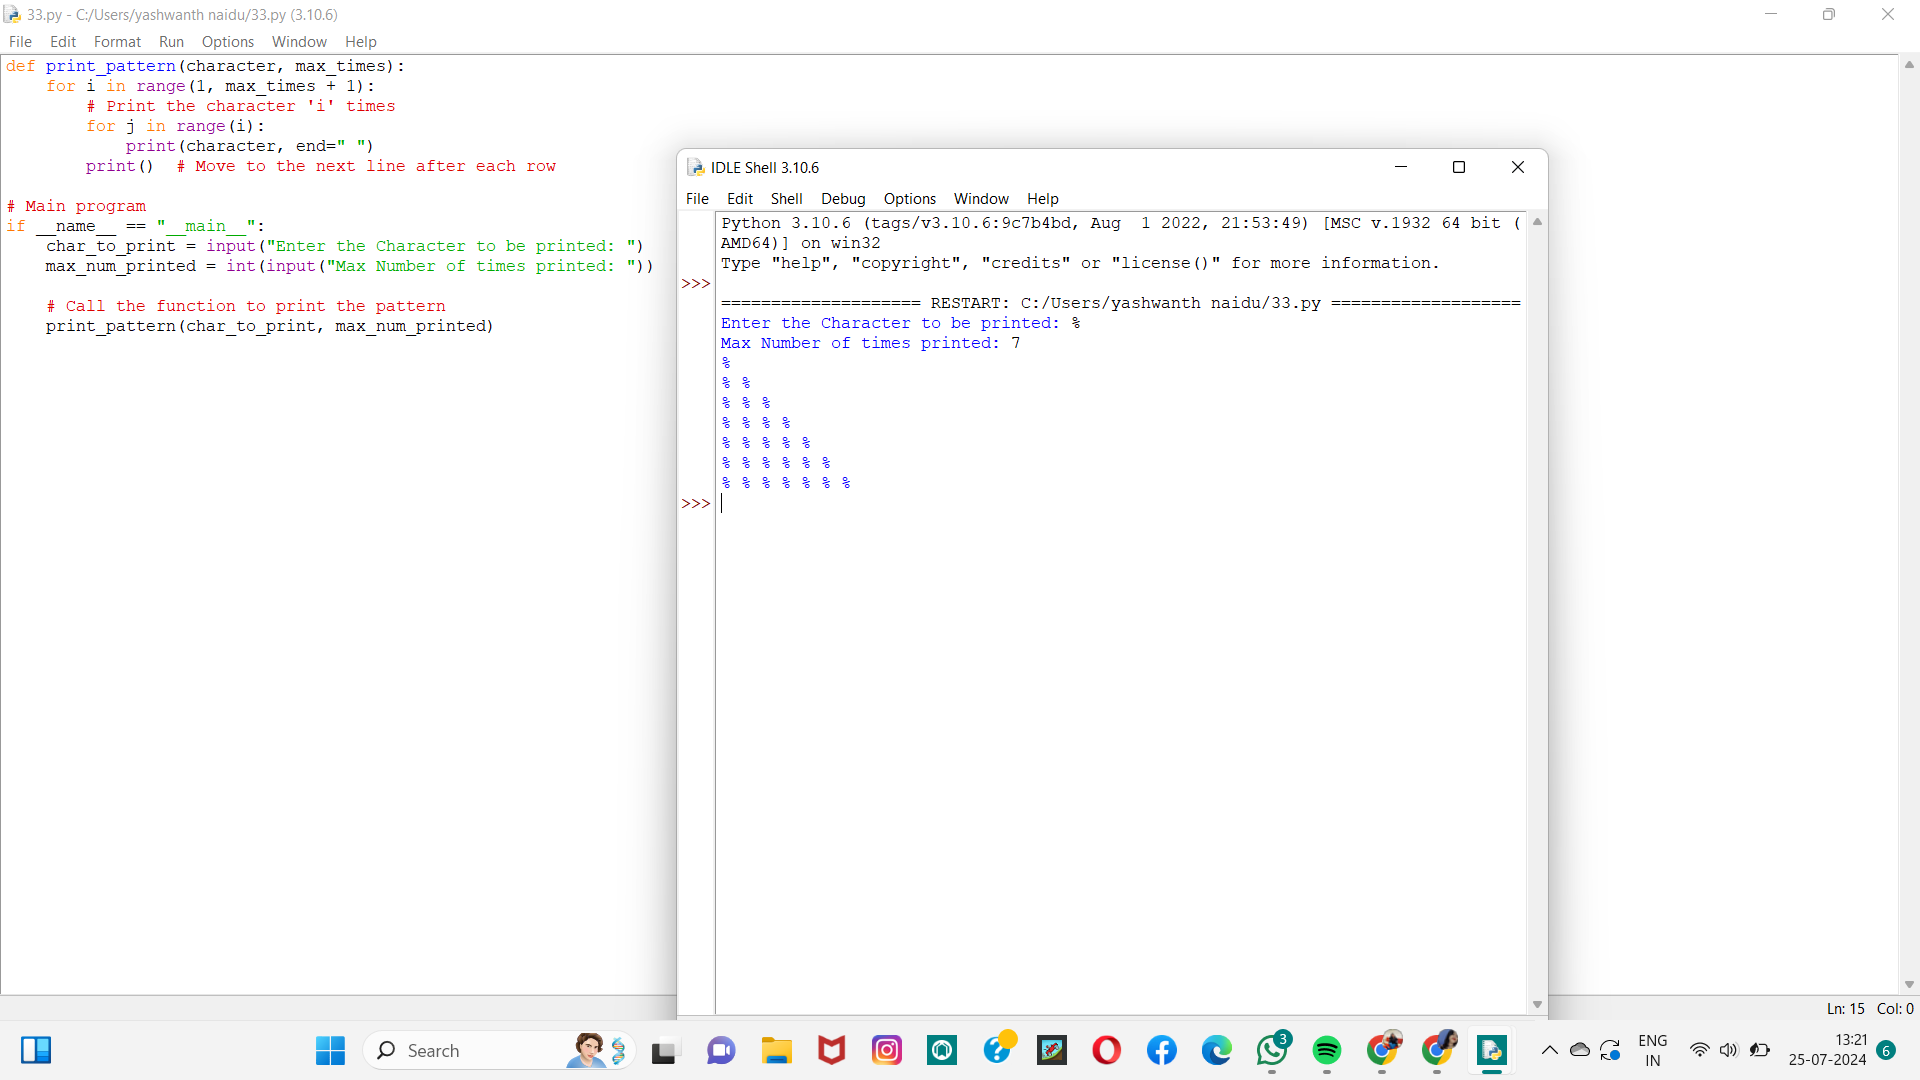 33.py - C:/Users/yashwanth naidu/33.py (3.10.6)
File Edit Format Run Options Window Help
def print_pattern(character, max_times):
    for i in range(1, max_times + 1):
        # Print the character 'i' times
        for j in range(i):
            print(character, end=" ")
        print()  # Move to the next line after each row
# Main program
if __name__ == "__main__":
    char_to_print = input("Enter the Character to be printed: ")
    max_num_printed = int(input("Max Number of times printed: "))
    # Call the function to print the pattern
    print_pattern(char_to_print, max_num_printed)
IDLE Shell 3.10.6
File Edit Shell Debug Options Window Help
Python 3.10.6 (tags/v3.10.6:9c7b4bd, Aug  1 2022, 21:53:49) [MSC v.1932 64 bit (
AMD64)] on win32
Type "help", "copyright", "credits" or "license()" for more information.
>>>
==================== RESTART: C:/Users/yashwanth naidu/33.py ===================
Enter the Character to be printed: %
Max Number of times printed: 7
%
% %
% % %
% % % %
% % % % %
% % % % % %
% % % % % % %
>>>
Ln: 15 Col: 0
Search
3
ENG
IN
13:21
25-07-2024
6